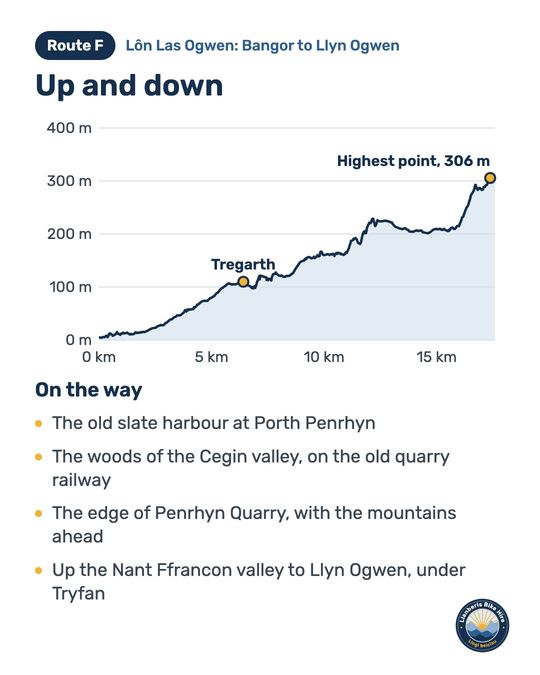 Route F
Lôn Las Ogwen: Bangor to Llyn Ogwen
Up and down
400 m
Highest point, 306 m
300 m
200 m
Tregarth
100 m
0 m
0 km
5 km
10 km
15 km
On the way
The old slate harbour at Porth Penrhyn
The woods of the Cegin valley, on the old quarry
railway
The edge of Penrhyn Quarry, with the mountains
ahead
Up the Nant Ffrancon valley to Llyn Ogwen, under
Tryfan
Llanberis Bike Hire
Llogi Beiciau